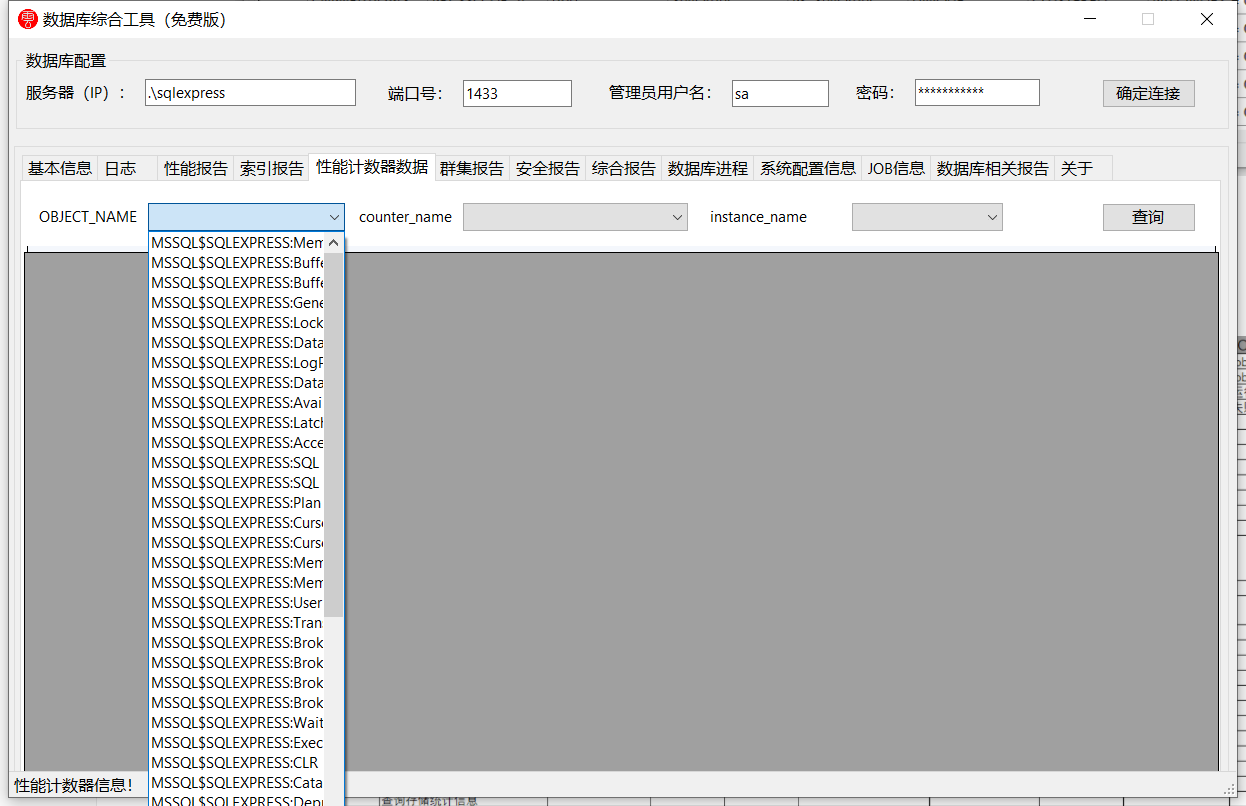 数据库综合工具（免费版）
数据库配置
服务器（IP）: .\sqlexpress 端口号: 1433 管理员用户名: sa 密码: *********** 确定连接
基本信息 日志 性能报告 索引报告 性能计数器数据 群集报告 安全报告 综合报告 数据库进程 系统配置信息 JOB信息 数据库相关报告 关于
OBJECT_NAME counter_name instance_name 查询
MSSQL$SQLEXPRESS:Mem
MSSQL$SQLEXPRESS:Buffe
MSSQL$SQLEXPRESS:Buffe
MSSQL$SQLEXPRESS:Gene
MSSQL$SQLEXPRESS:Lock
MSSQL$SQLEXPRESS:Data
MSSQL$SQLEXPRESS:LogP
MSSQL$SQLEXPRESS:Data
MSSQL$SQLEXPRESS:Avai
MSSQL$SQLEXPRESS:Latch
MSSQL$SQLEXPRESS:Acce
MSSQL$SQLEXPRESS:SQL
MSSQL$SQLEXPRESS:SQL
MSSQL$SQLEXPRESS:Plan
MSSQL$SQLEXPRESS:Curso
MSSQL$SQLEXPRESS:Curso
MSSQL$SQLEXPRESS:Mem
MSSQL$SQLEXPRESS:Mem
MSSQL$SQLEXPRESS:User
MSSQL$SQLEXPRESS:Tran
MSSQL$SQLEXPRESS:Brok
MSSQL$SQLEXPRESS:Brok
MSSQL$SQLEXPRESS:Brok
MSSQL$SQLEXPRESS:Brok
MSSQL$SQLEXPRESS:Wait
MSSQL$SQLEXPRESS:Exec
MSSQL$SQLEXPRESS:CLR
MSSQL$SQLEXPRESS:Cata
MSSQL$SQLEXPRESS:Depr
性能计数器信息！
查询存储统计信息